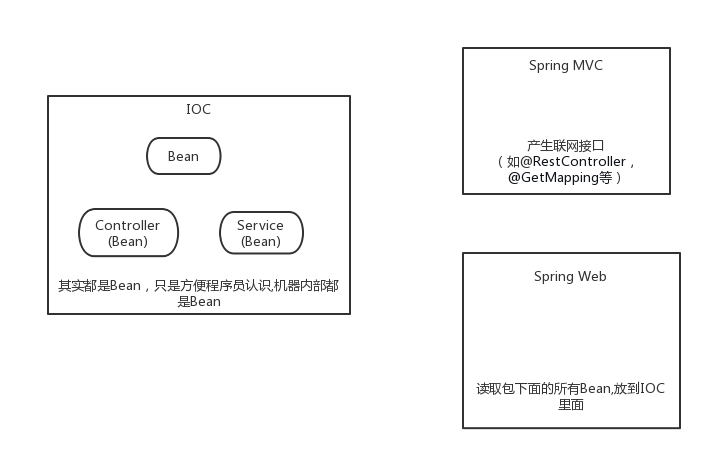 IOC
Bean
Controller
(Bean)
Service
(Bean)
其实都是Bean，只是方便程序员认识,机器内部都
是Bean
Spring MVC
产生联网接口
（如@RestController，
@GetMapping等）
Spring Web
读取包下面的所有Bean,放到IOC
里面